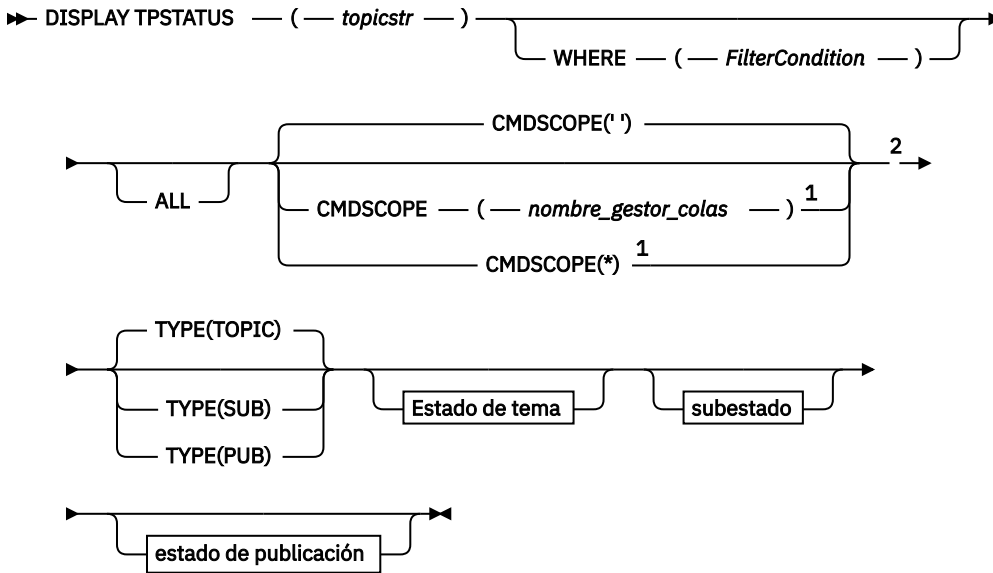 DISPLAY TPSTATUS ( topicstr )
WHERE ( FilterCondition )
CMDSCOPE(' ')
2
ALL
CMDSCOPE ( nombre_gestor_colas ) 1
CMDSCOPE(*) 1
TYPE(TOPIC)
TYPE(SUB)
Estado de tema
subestado
TYPE(PUB)
estado de publicación